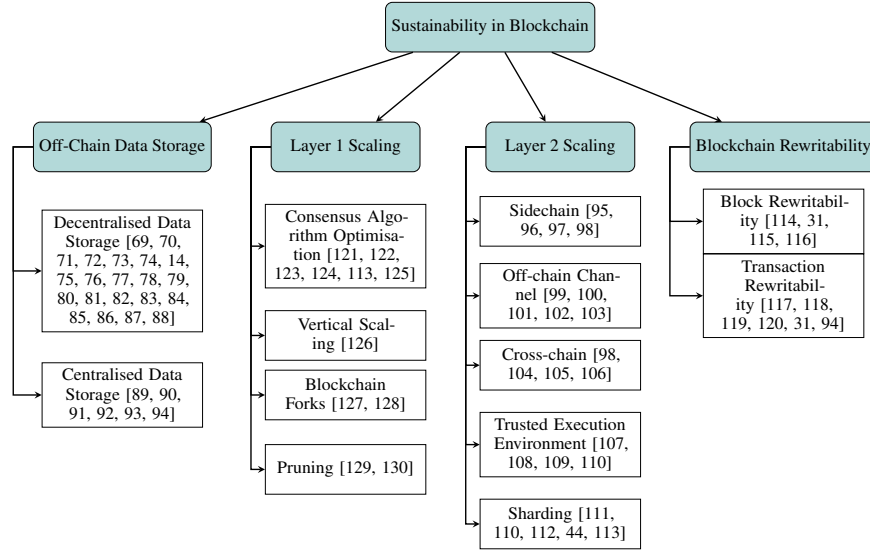 Sustainability in Blockchain
Off-Chain Data Storage
Decentralised Data
Storage [69, 70,
71, 72, 73, 74, 14,
75, 76, 77, 78, 79,
80, 81, 82, 83, 84,
85, 86, 87, 88]
Centralised Data
Storage [89, 90,
91, 92, 93, 94]
Layer 1 Scaling
Consensus Algo-
rithm Optimisa-
tion [121, 122,
123, 124, 113, 125]
Vertical Scal-
ing [126]
Blockchain
Forks [127, 128]
Pruning [129, 130]
Layer 2 Scaling
Sidechain [95,
96, 97, 98]
Off-chain Chan-
nel [99, 100,
101, 102, 103]
Cross-chain [98,
104, 105, 106]
Trusted Execution
Environment [107,
108, 109, 110]
Sharding [111,
110, 112, 44, 113]
Blockchain Rewritability
Block Rewritabil-
ity [114, 31,
115, 116]
Transaction
Rewritabil-
ity [117, 118,
119, 120, 31, 94]